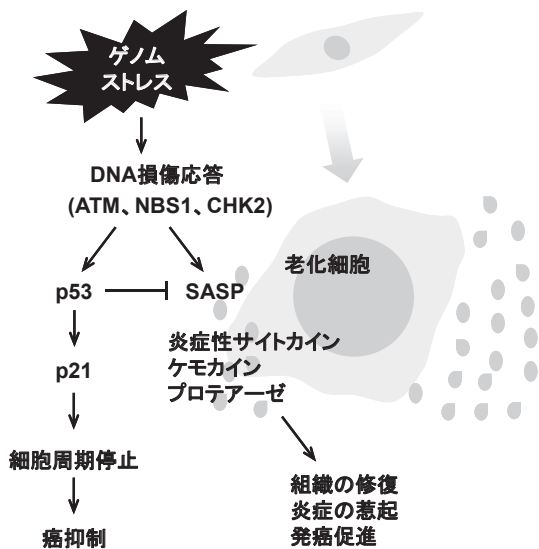 ゲノム
ストレス
DNA損傷応答
(ATM、NBS1、CHK2)
p53
SASP
老化細胞
炎症性サイトカイン
ケモカイン
プロテアーゼ
p21
細胞周期停止
癌抑制
組織の修復
炎症の惹起
発癌促進